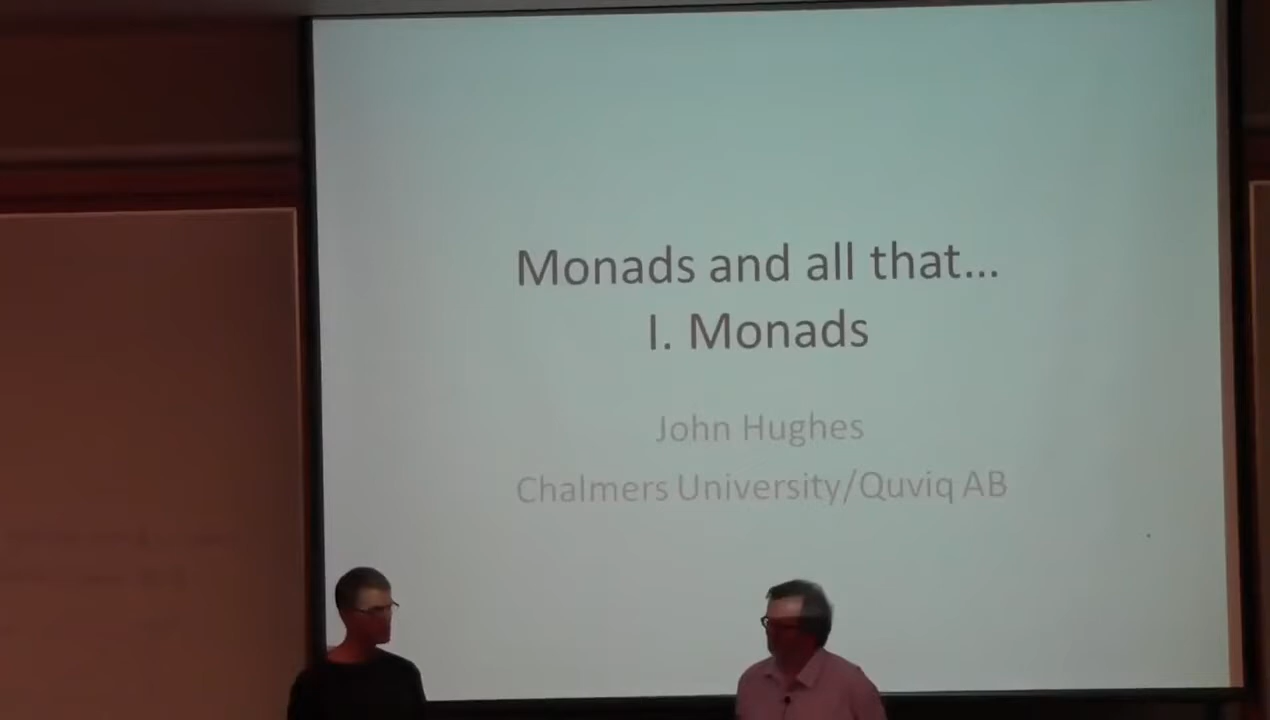 Monads and all that...
I. Monads
John Hughes
Chalmers University/Quviq AB